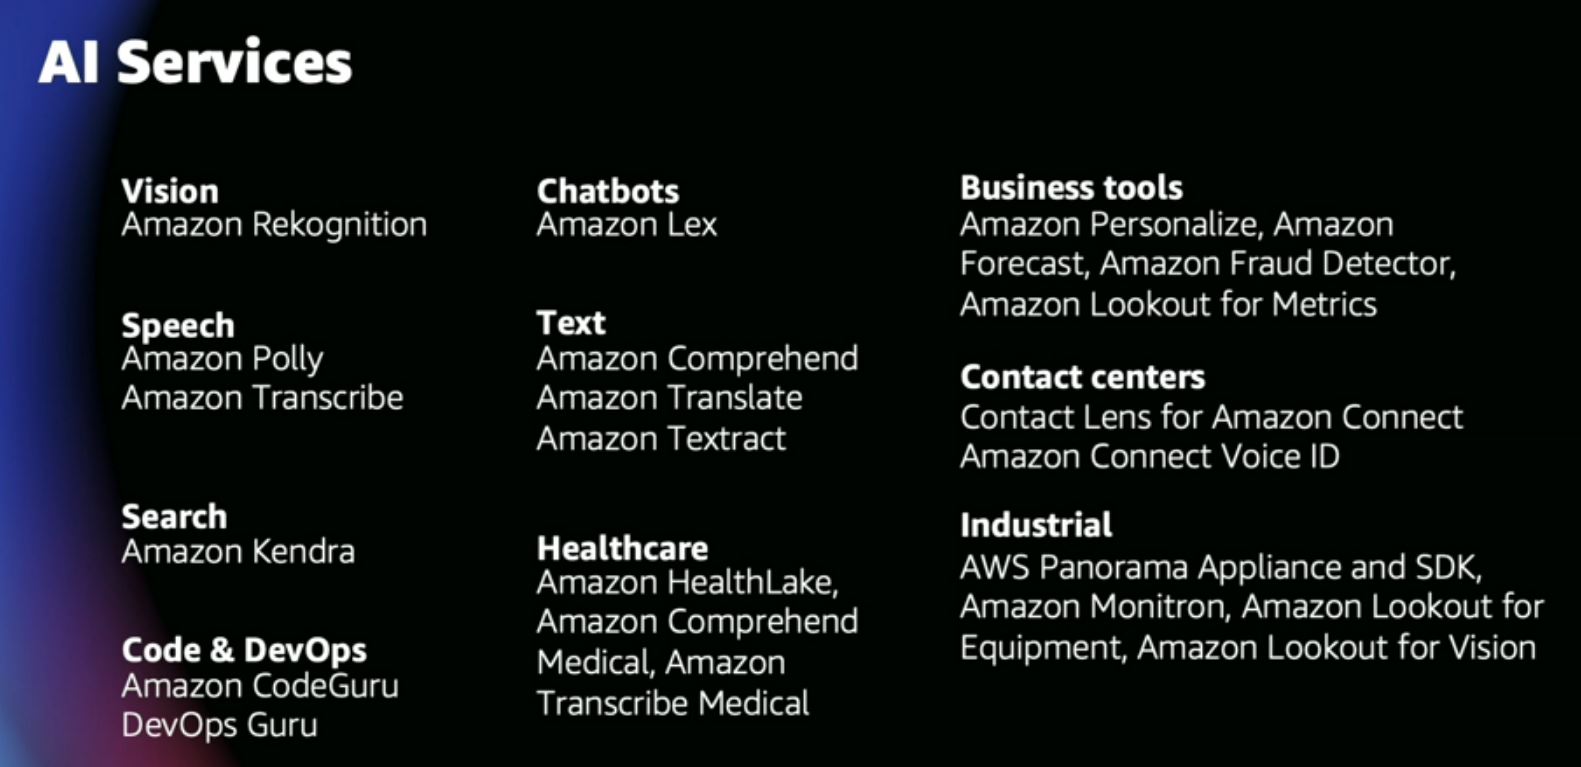 AI Services
Vision
Amazon Rekognition
Speech
Amazon Polly
Amazon Transcribe
Search
Amazon Kendra
Code & DevOps
Amazon CodeGuru
DevOps Guru
Chatbots
Amazon Lex
Text
Amazon Comprehend
Amazon Translate
Amazon Textract
Healthcare
Amazon HealthLake,
Amazon Comprehend
Medical, Amazon
Transcribe Medical
Business tools
Amazon Personalize, Amazon
Forecast, Amazon Fraud Detector,
Amazon Lookout for Metrics
Contact centers
Contact Lens for Amazon Connect
Amazon Connect Voice ID
Industrial
AWS Panorama Appliance and SDK,
Amazon Monitron, Amazon Lookout for
Equipment, Amazon Lookout for Vision